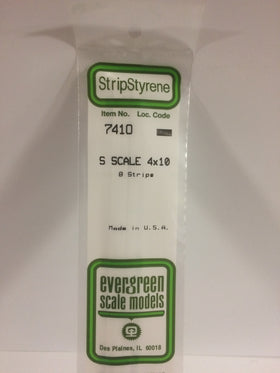 StripStyrene
Item No. Loc. Code
7410
S SCALE 4x10
8 Strips
Made in U.S.A.
evergreen
scale models
Des Plaines, IL 60018